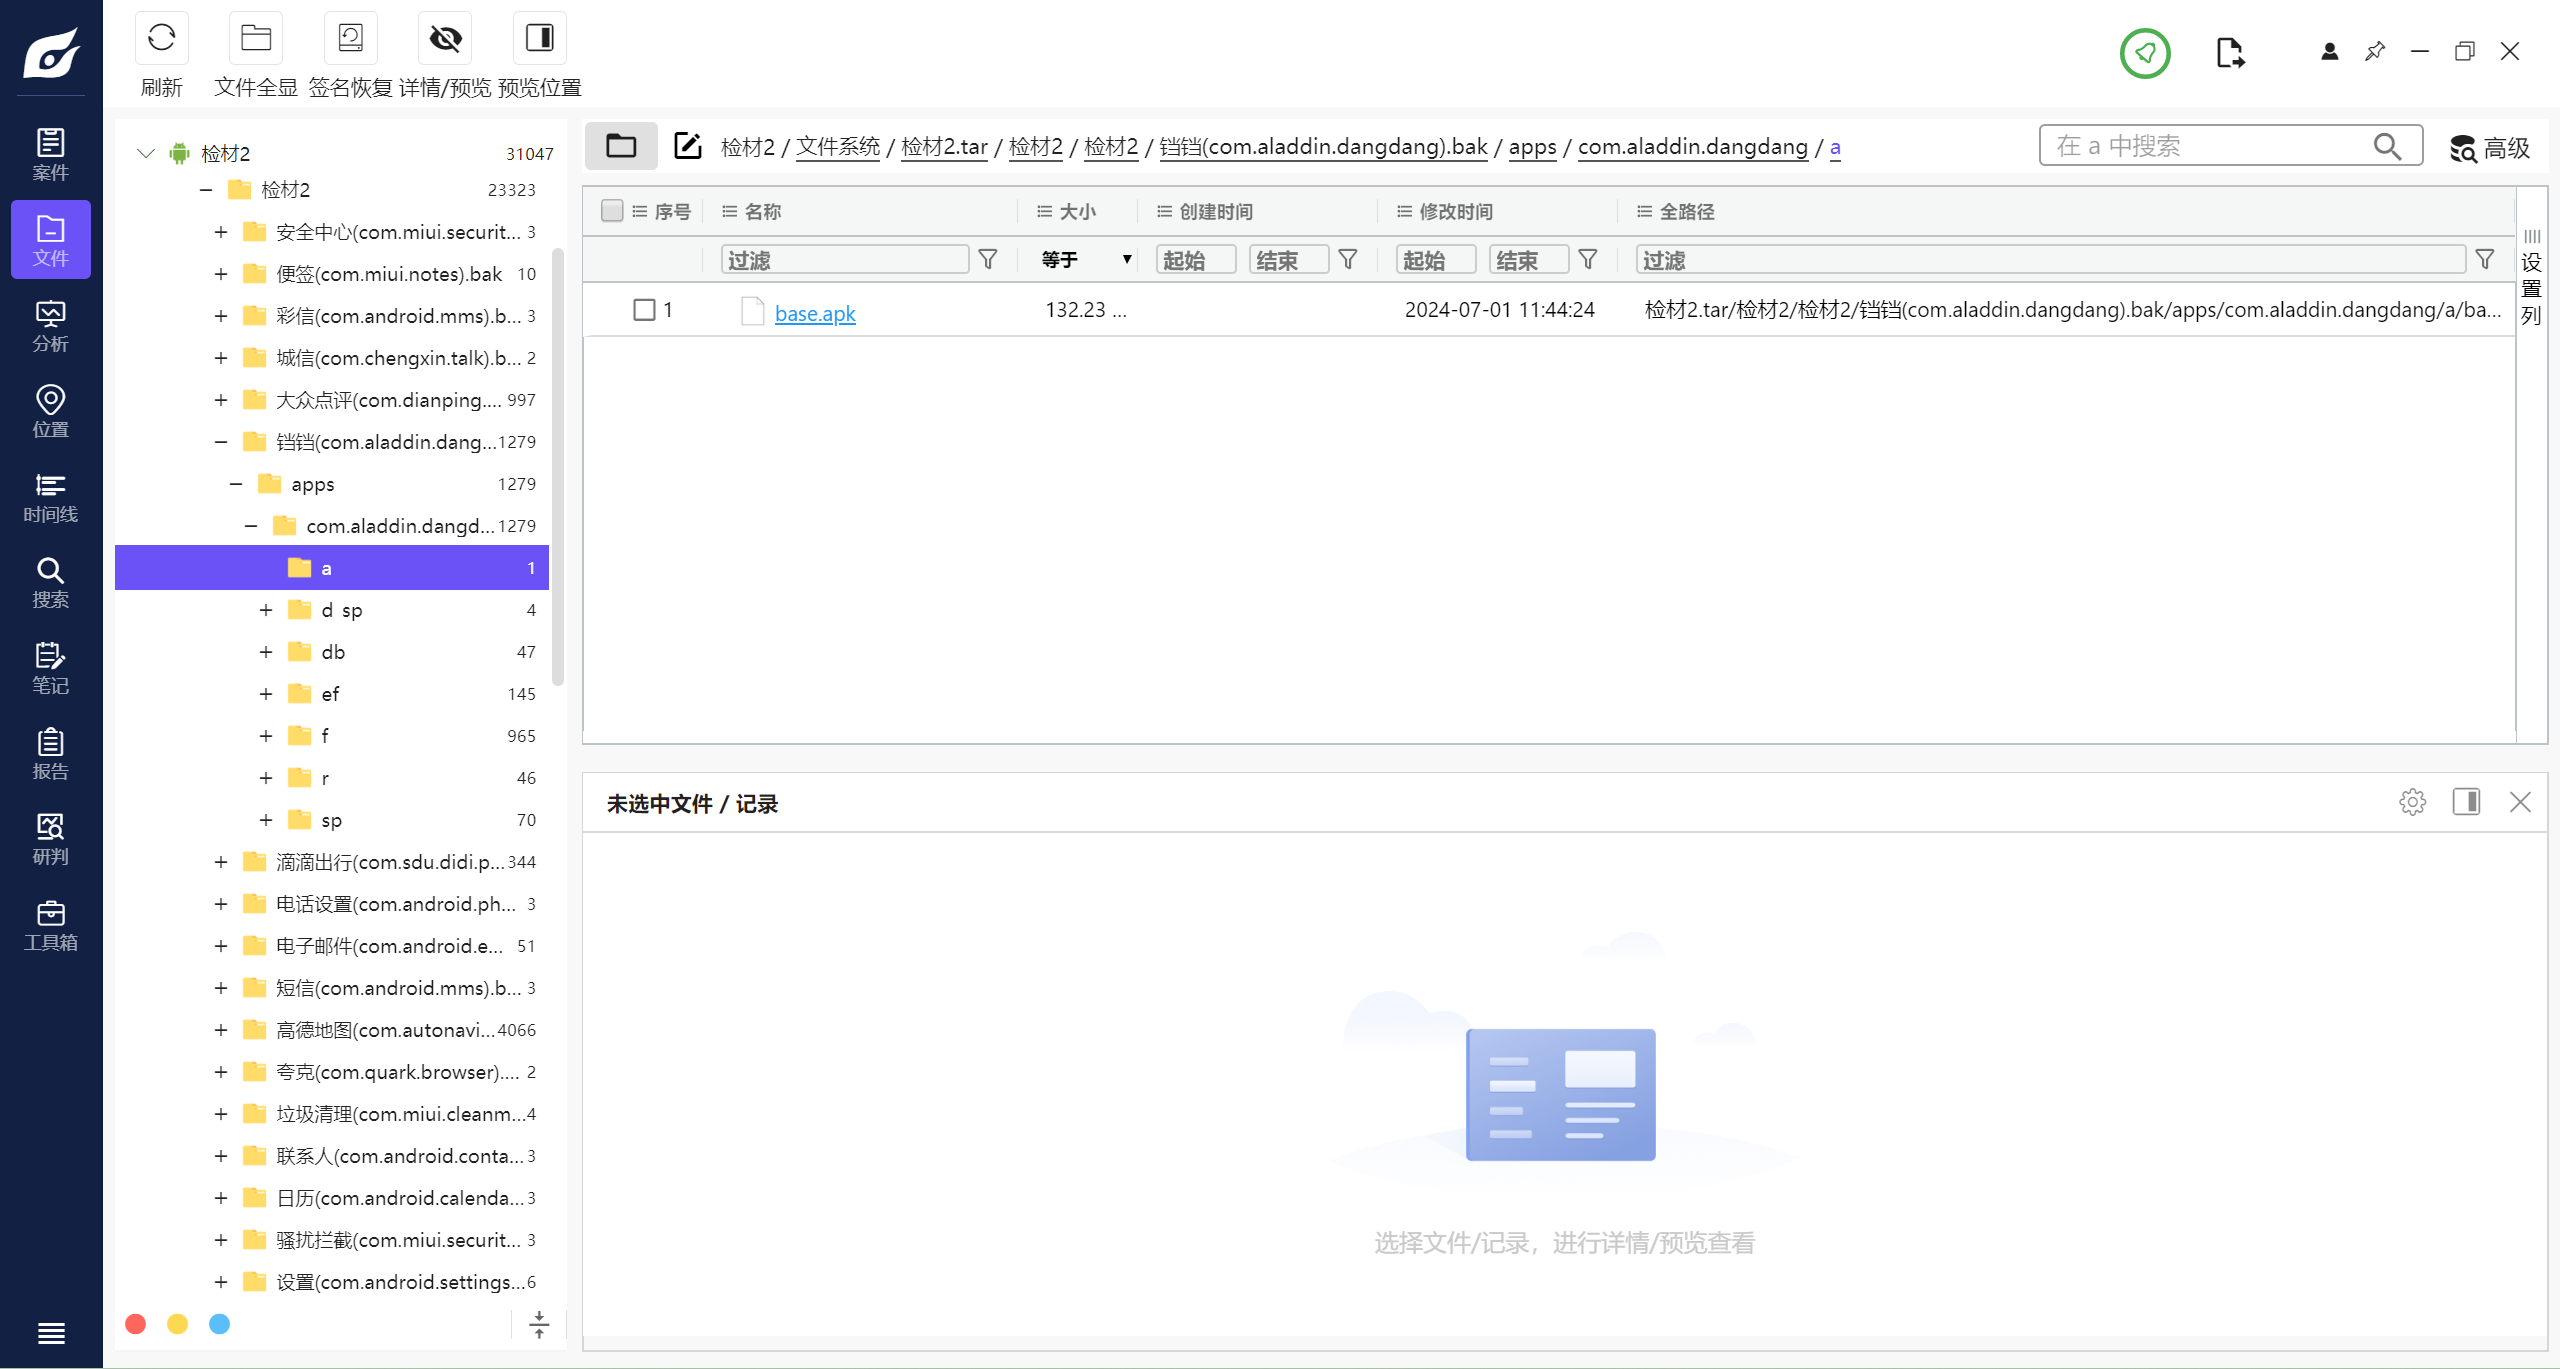 刷新
文件全显
签名恢复
详情/预览
预览位置
案件
文件
分析
位置
时间线
搜索
笔记
报告
研判
工具箱
检材2 31047
检材2 23323
安全中心(com.miui.securit... 3
便签(com.miui.notes).bak 10
彩信(com.android.mms).b... 3
城信(com.chengxin.talk).b... 2
大众点评(com.dianping.... 997
铛铛(com.aladdin.dang... 1279
apps 1279
com.aladdin.dangd... 1279
a 1
d_sp 4
db 47
ef 145
f 965
r 46
sp 70
滴滴出行(com.sdu.didi.p... 344
电话设置(com.android.ph... 3
电子邮件(com.android.e... 51
短信(com.android.mms).b... 3
高德地图(com.autonavi... 4066
夸克(com.quark.browser).... 2
垃圾清理(com.miui.cleanm... 4
联系人(com.android.conta... 3
日历(com.android.calenda... 3
骚扰拦截(com.miui.securit... 3
设置(com.android.settings... 6
检材2 / 文件系统 / 检材2.tar / 检材2 / 检材2 / 铛铛(com.aladdin.dangdang).bak / apps / com.aladdin.dangdang / a
在 a 中搜索
高级
序号 名称 大小 创建时间 修改时间 全路径
过滤 等于 ▼ 起始 结束 起始 结束 过滤
1 base.apk 132.23 ... 2024-07-01 11:44:24 检材2.tar/检材2/检材2/铛铛(com.aladdin.dangdang).bak/apps/com.aladdin.dangdang/a/ba...
设置列
未选中文件 / 记录
选择文件/记录，进行详情/预览查看